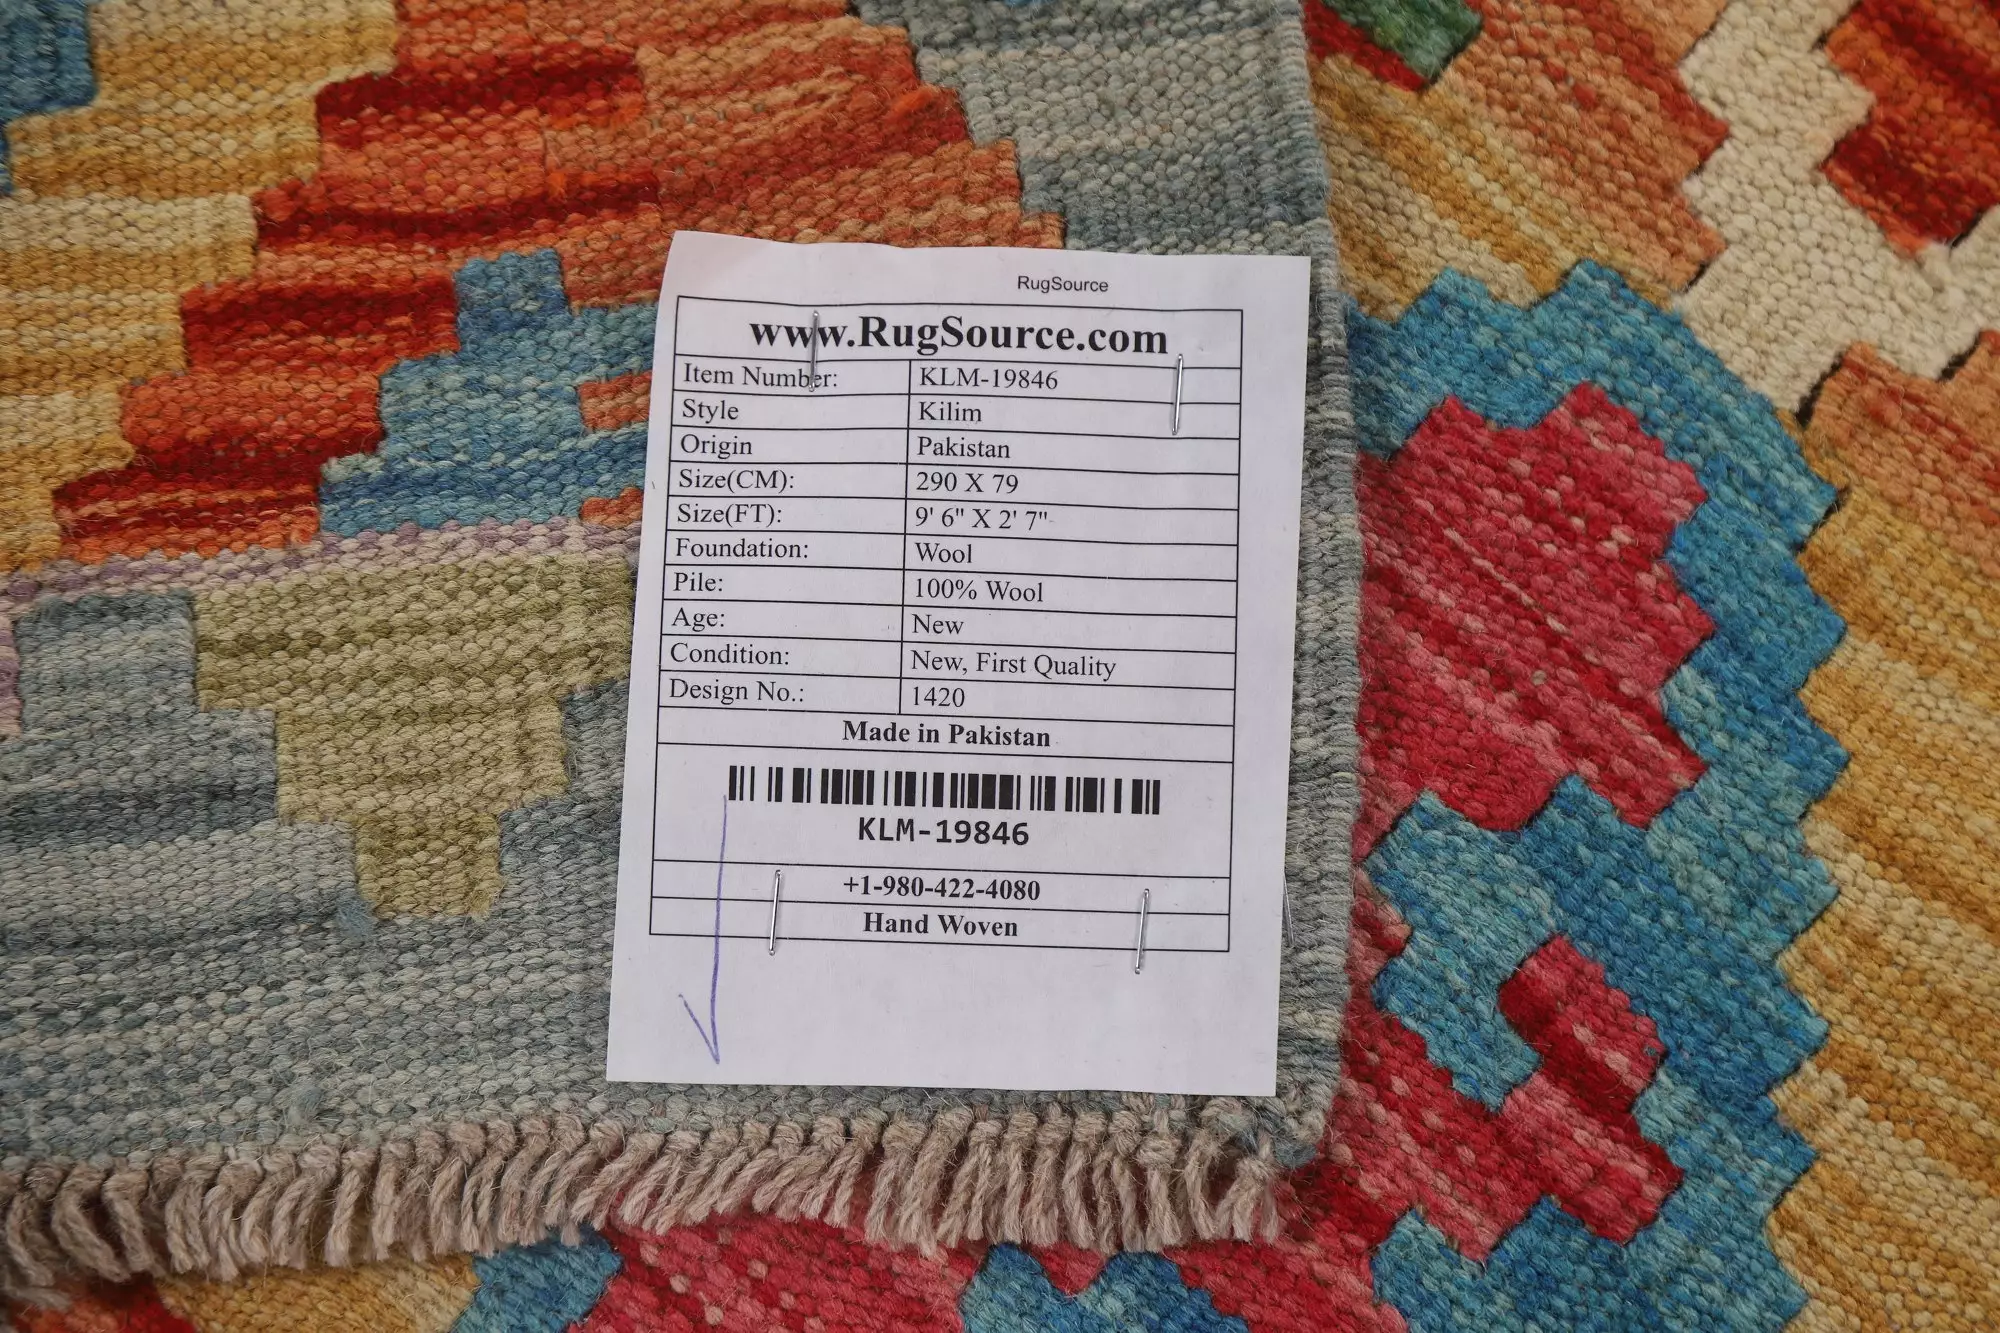 RugSource
www.RugSource.com
Item Number: KLM-19846
Style Kilim
Origin Pakistan
Size(CM): 290 X 79
Size(FT): 9' 6" X 2' 7"
Foundation: Wool
Pile: 100% Wool
Age: New
Condition: New, First Quality
Design No.: 1420
Made in Pakistan
KLM-19846
+1-980-422-4080
Hand Woven